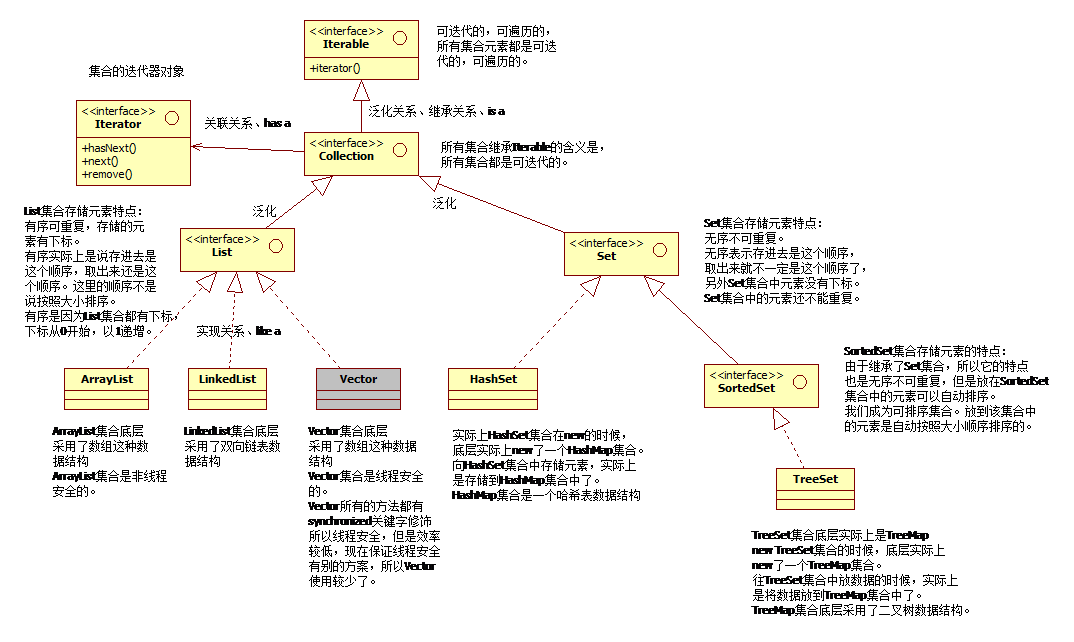 <<interface>>
Iterable
+iterator()
可迭代的，可遍历的，
所有集合元素都是可迭
代的，可遍历的。
集合的迭代器对象
<<interface>>
Iterator
+hasNext()
+next()
+remove()
关联关系、has a
泛化关系、继承关系、is a
<<interface>>
Collection
所有集合继承Iterable的含义是，
所有集合都是可迭代的。
泛化
泛化
List集合存储元素特点：
有序可重复，存储的元
素有下标。
有序实际上是说存进去是
这个顺序，取出来还是这
个顺序。这里的顺序不是
说按照大小排序。
有序是因为List集合都有下标，
下标从0开始，以1递增。
<<interface>>
List
<<interface>>
Set
Set集合存储元素特点：
无序不可重复。
无序表示存进去是这个顺序，
取出来就不一定是这个顺序了，
另外Set集合中元素没有下标。
Set集合中的元素还不能重复。
实现关系、like a
ArrayList
LinkedList
Vector
HashSet
<<interface>>
SortedSet
SortedSet集合存储元素的特点：
由于继承了Set集合，所以它的特点
也是无序不可重复，但是放在SortedSet
集合中的元素可以自动排序。
我们成为可排序集合。放到该集合中
的元素是自动按照大小顺序排序的。
ArrayList集合底层
采用了数组这种数
据结构
ArrayList集合是非线程
安全的。
LinkedList集合底层
采用了双向链表数
据结构
Vector集合底层
采用了数组这种数据
结构
Vector集合是线程安全
的。
Vector所有的方法都有
synchronized关键字修饰
所以线程安全，但是效率
较低，现在保证线程安全
有别的方案，所以Vector
使用较少了。
实际上HashSet集合在new的时候，
底层实际上new了一个HashMap集合。
向HashSet集合中存储元素，实际上
是存储到HashMap集合中了。
HashMap集合是一个哈希表数据结构
TreeSet
TreeSet集合底层实际上是TreeMap
new TreeSet集合的时候，底层实际上
new了一个TreeMap集合。
往TreeSet集合中放数据的时候，实际上
是将数据放到TreeMap集合中了。
TreeMap集合底层采用了二叉树数据结构。